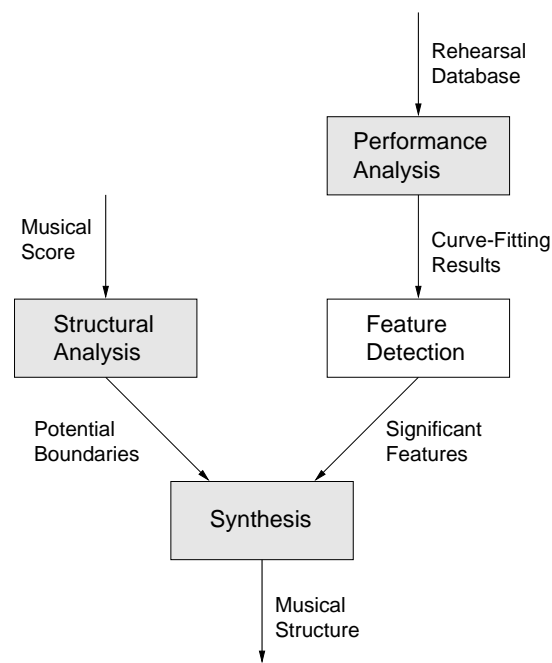 Rehearsal
Database
Performance
Analysis
Musical
Score
Curve-Fitting
Results
Structural
Analysis
Feature
Detection
Potential
Boundaries
Significant
Features
Synthesis
Musical
Structure